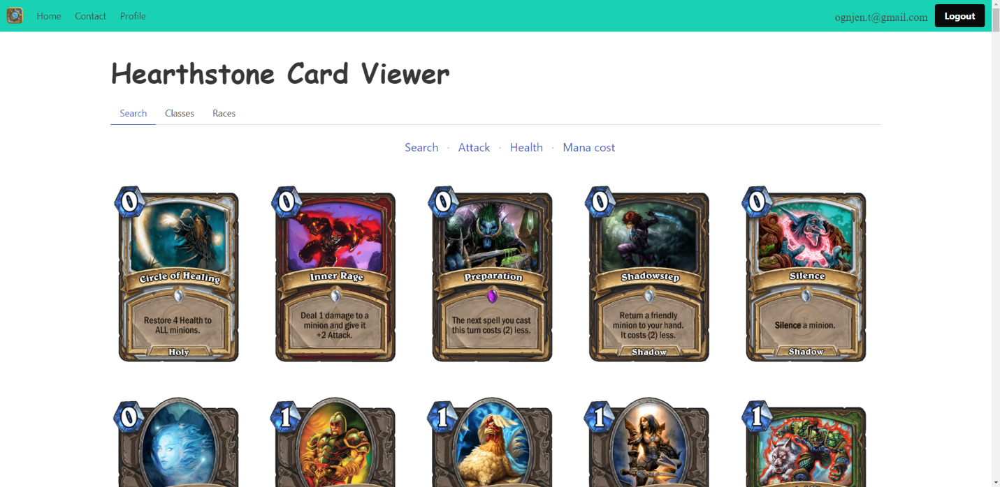 Home Contact Profile ognjen.t@gmail.com Logout
Hearthstone Card Viewer
Search Classes Races
Search · Attack · Health · Mana cost
0 0 0 0 0
Circle of Healing
Restore 4 Health to
ALL minions.
Holy
Inner Rage
Deal 1 damage to a
minion and give it
+2 Attack.
Preparation
The next spell you cast
this turn costs (2) less.
Shadowstep
Return a friendly
minion to your hand.
It costs (2) less.
Shadow
Silence
Silence a minion.
Shadow
0 1 1 1 1